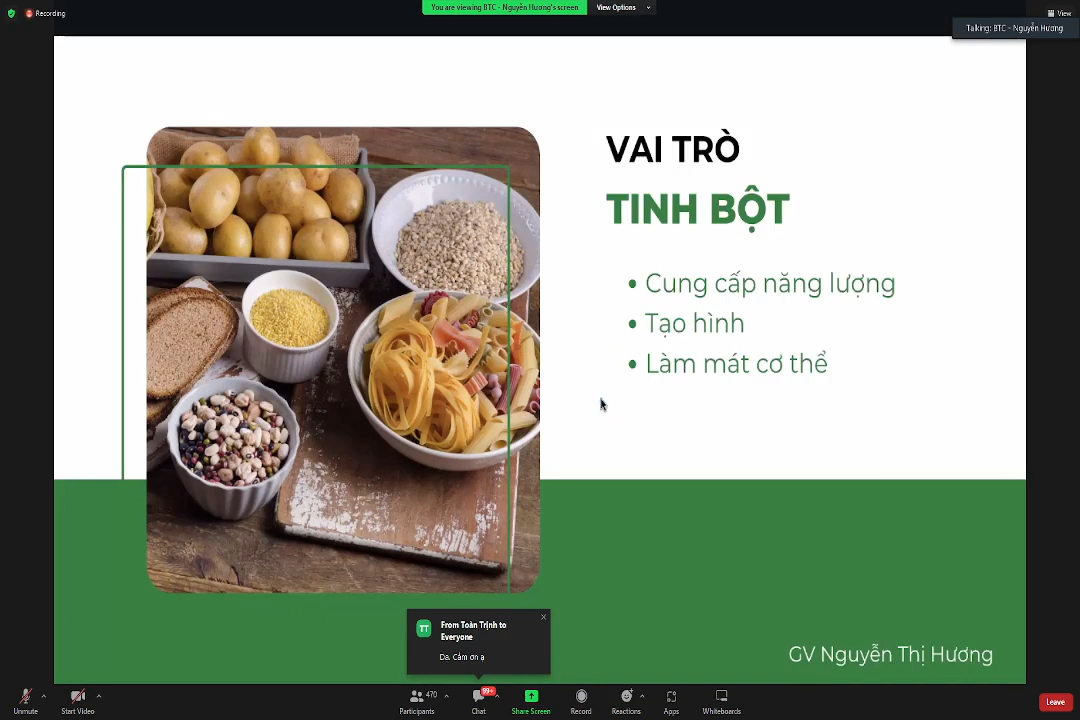 Recording
You are viewing BTC - Nguyễn Hương's screen
View Options
View
Talking: BTC - Nguyễn Hương
VAI TRÒ
TINH BỘT
• Cung cấp năng lượng
• Tạo hình
• Làm mát cơ thể
GV Nguyễn Thị Hương
TT
From Toàn Trịnh to
Everyone
Dạ. Cảm ơn ạ
Unmute
Start Video
470
Participants
99+
Chat
Share Screen
Record
Reactions
Apps
Whiteboards
Leave